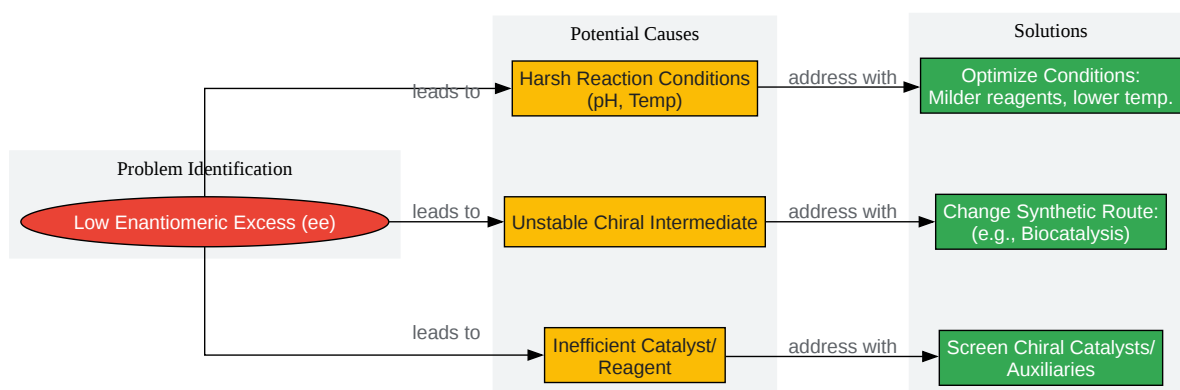 Potential Causes
Solutions
leads to
Harsh Reaction Conditions
(pH, Temp)
address with
Optimize Conditions:
Milder reagents, lower temp.
Problem Identification
Low Enantiomeric Excess (ee)
leads to
Unstable Chiral Intermediate
address with
Change Synthetic Route:
(e.g., Biocatalysis)
leads to
Inefficient Catalyst/
Reagent
address with
Screen Chiral Catalysts/
Auxiliaries